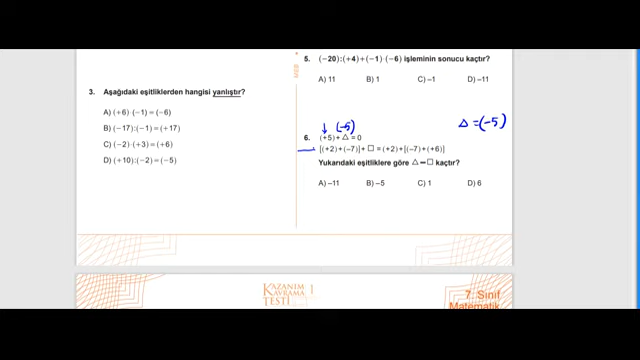 5. (−20):(+4)+(−1)·(−6) işleminin sonucu kaçtır?
A) 11 B) 1 C) −1 D) −11
3. Aşağıdaki eşitliklerden hangisi yanlıştır?
A) (+6)·(−1)=(−6)
B) (−17):(−1)=(+17)
C) (−2)·(+3)=(+6)
D) (+10):(−2)=(−5)
(−5)
△=(−5)
6. (+5)+△=0
[(+2)+(−7)]+□=(+2)+[(−7)+(+6)]
Yukarıdaki eşitliklere göre △−□ kaçtır?
A) −11 B) −5 C) 1 D) 6
KAZANIM
KAVRAMA
TESTİ
1
7. Sınıf
Matematik